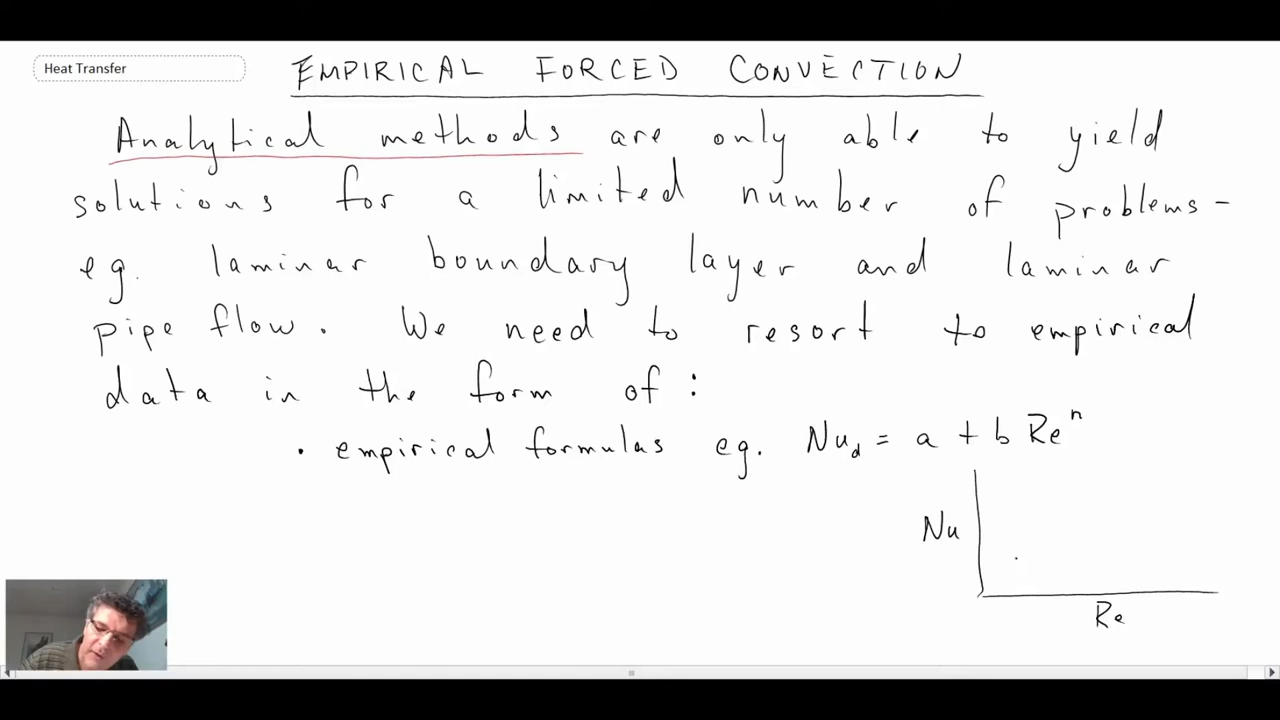 Heat Transfer
EMPIRICAL FORCED CONVECTION
Analytical methods are only able to yield
solutions for a limited number of problems -
eg. laminar boundary layer and laminar
pipe flow. We need to resort to empirical
data in the form of :
• empirical formulas eg. Nu_d = a + b Re^n
Nu
Re